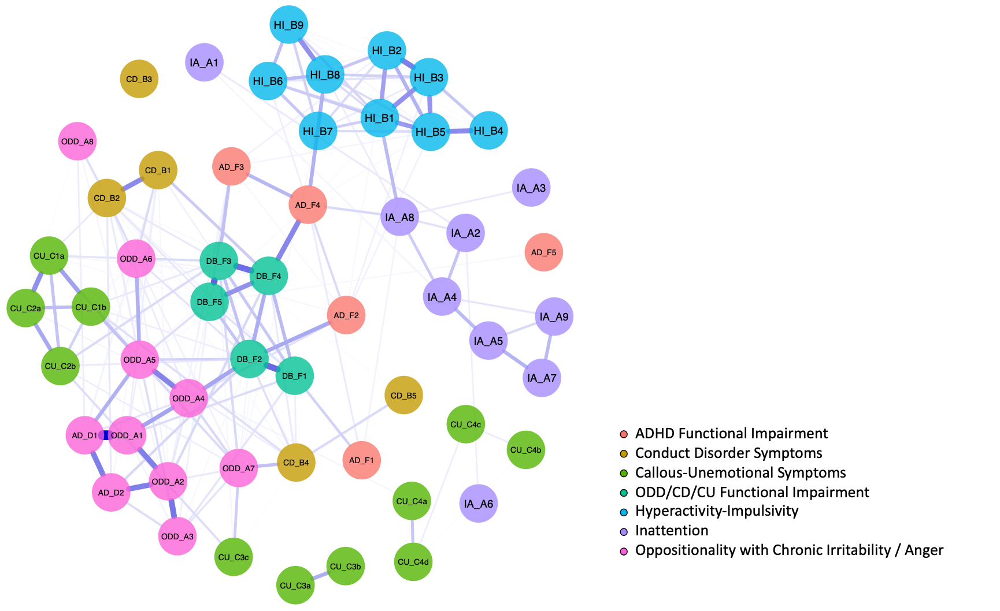 HI_B9
HI_B2
IA_A1
HI_B8
HI_B3
CD_B3
HI_B6
HI_B1
HI_B7
HI_B5
HI_B4
ODD_A8
AD_F3
CD_B1
IA_A3
CD_B2
AD_F4
IA_A8
IA_A2
AD_F5
CU_C1a
ODD_A6
DB_F3
DB_F4
IA_A4
DB_F5
CU_C2a
CU_C1b
AD_F2
IA_A9
IA_A5
ODD_A5
DB_F2
CU_C2b
DB_F1
IA_A7
ODD_A4
CD_B5
CU_C4c
AD_D1
ODD_A1
CU_C4b
AD_F1
CD_B4
ODD_A7
ODD_A2
AD_D2
CU_C4a
IA_A6
ODD_A3
CU_C3c
CU_C4d
CU_C3b
CU_C3a
ADHD Functional Impairment
Conduct Disorder Symptoms
Callous-Unemotional Symptoms
ODD/CD/CU Functional Impairment
Hyperactivity-Impulsivity
Inattention
Oppositionality with Chronic Irritability / Anger